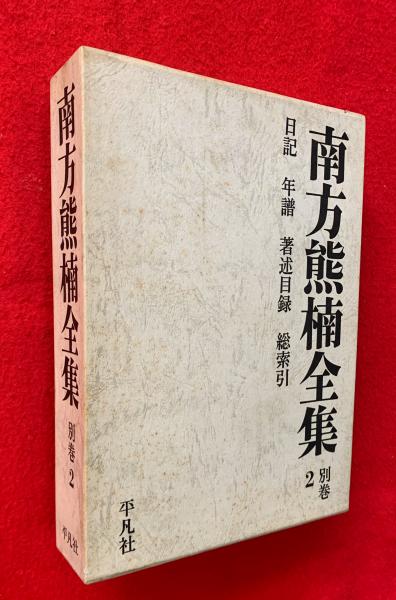 南方熊楠全集
別巻
2
日記 年譜 著述目録 総索引
平凡社
南方熊楠全集
別巻 2
平凡社